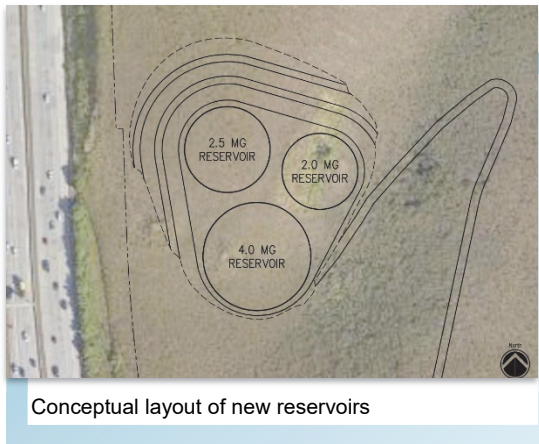 2.5 MG
RESERVOIR
2.0 MG
RESERVOIR
4.0 MG
RESERVOIR
North
Conceptual layout of new reservoirs